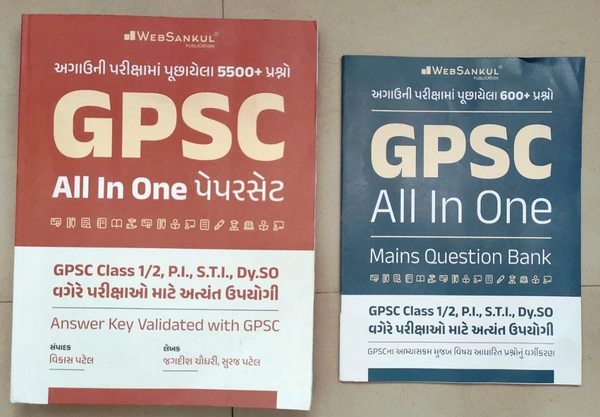 WEBSANKUL®
PUBLICATION
અગાઉની પરીક્ષામાં પૂછાયેલા 5500+ પ્રશ્નો
GPSC
All In One પેપરસેટ
GPSC Class 1/2, P.I., S.T.I., Dy.SO
વગેરે પરીક્ષાઓ માટે અત્યંત ઉપયોગી
Answer Key Validated with GPSC
સંપાદક
વિકાસ પટેલ
લેખક
જગદીશ ચૌધરી, સુરજ પટેલ
WEBSANKUL®
PUBLICATION
અગાઉની પરીક્ષામાં પૂછાયેલા 600+ પ્રશ્નો
GPSC
All In One
Mains Question Bank
GPSC Class 1/2, P.I., S.T.I., Dy.SO
વગેરે પરીક્ષાઓ માટે અત્યંત ઉપયોગી
GPSCના અભ્યાસક્રમ મુજબ વિષય આધારિત પ્રશ્નોનું વર્ગીકરણ